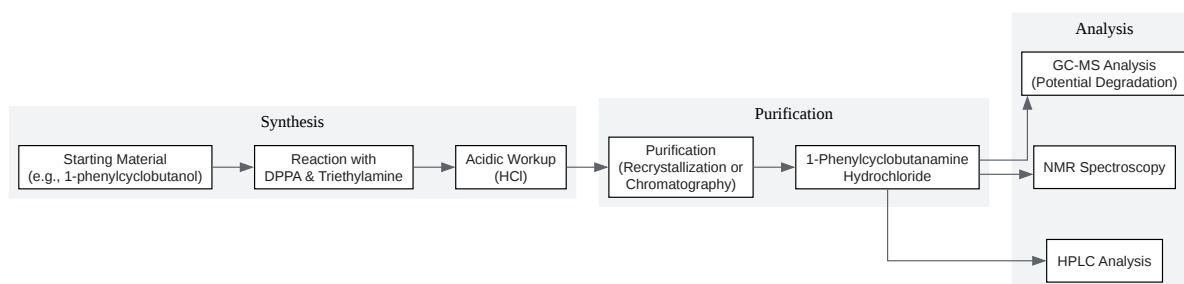 Synthesis
Starting Material
(e.g., 1-phenylcyclobutanol)
Reaction with
DPPA & Triethylamine
Acidic Workup
(HCl)
Purification
Purification
(Recrystallization or
Chromatography)
1-Phenylcyclobutanamine
Hydrochloride
Analysis
GC-MS Analysis
(Potential Degradation)
NMR Spectroscopy
HPLC Analysis